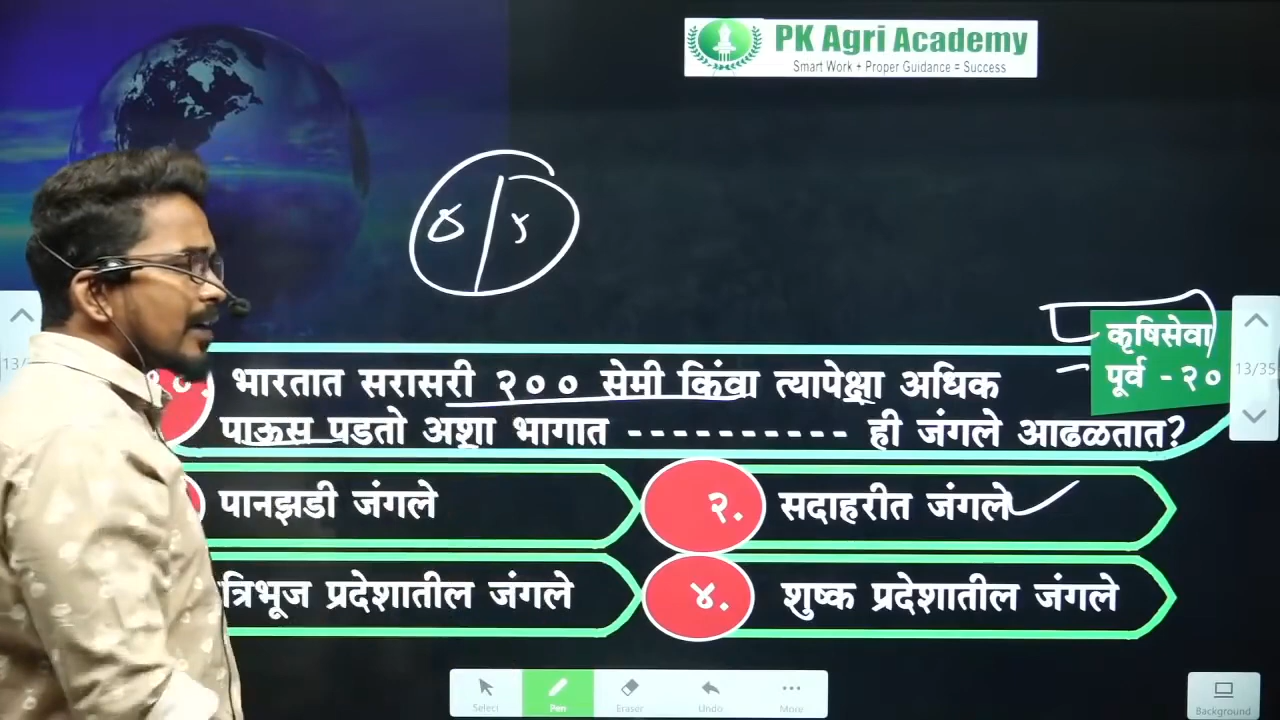 PK Agri Academy
Smart Work + Proper Guidance = Success
कृषिसेवा
पूर्व - २०
13/35
भारतात सरासरी २०० सेमी किंवा त्यापेक्षा अधिक
पाऊस पडतो अशा भागात ---------- ही जंगले आढळतात?
पानझडी जंगले
२. सदाहरीत जंगले
त्रिभूज प्रदेशातील जंगले
४. शुष्क प्रदेशातील जंगले
Select
Pen
Eraser
Undo
More
Background